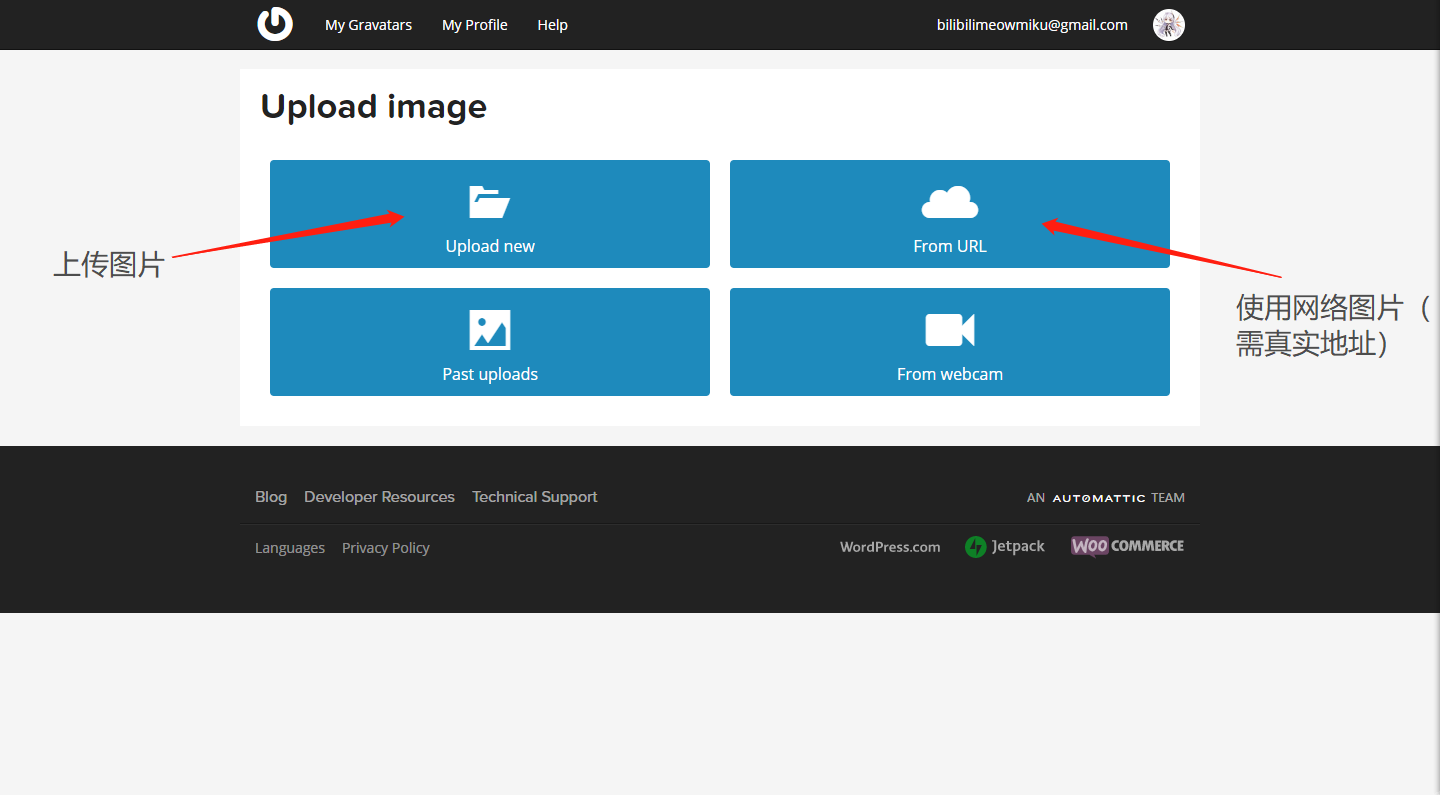 My Gravatars My Profile Help bilibilimeowmiku@gmail.com
Upload image
Upload new
From URL
上传图片
使用网络图片（
需真实地址）
Past uploads
From webcam
Blog Developer Resources Technical Support
AN AUTOMATTIC TEAM
Languages Privacy Policy
WordPress.com Jetpack WOO COMMERCE